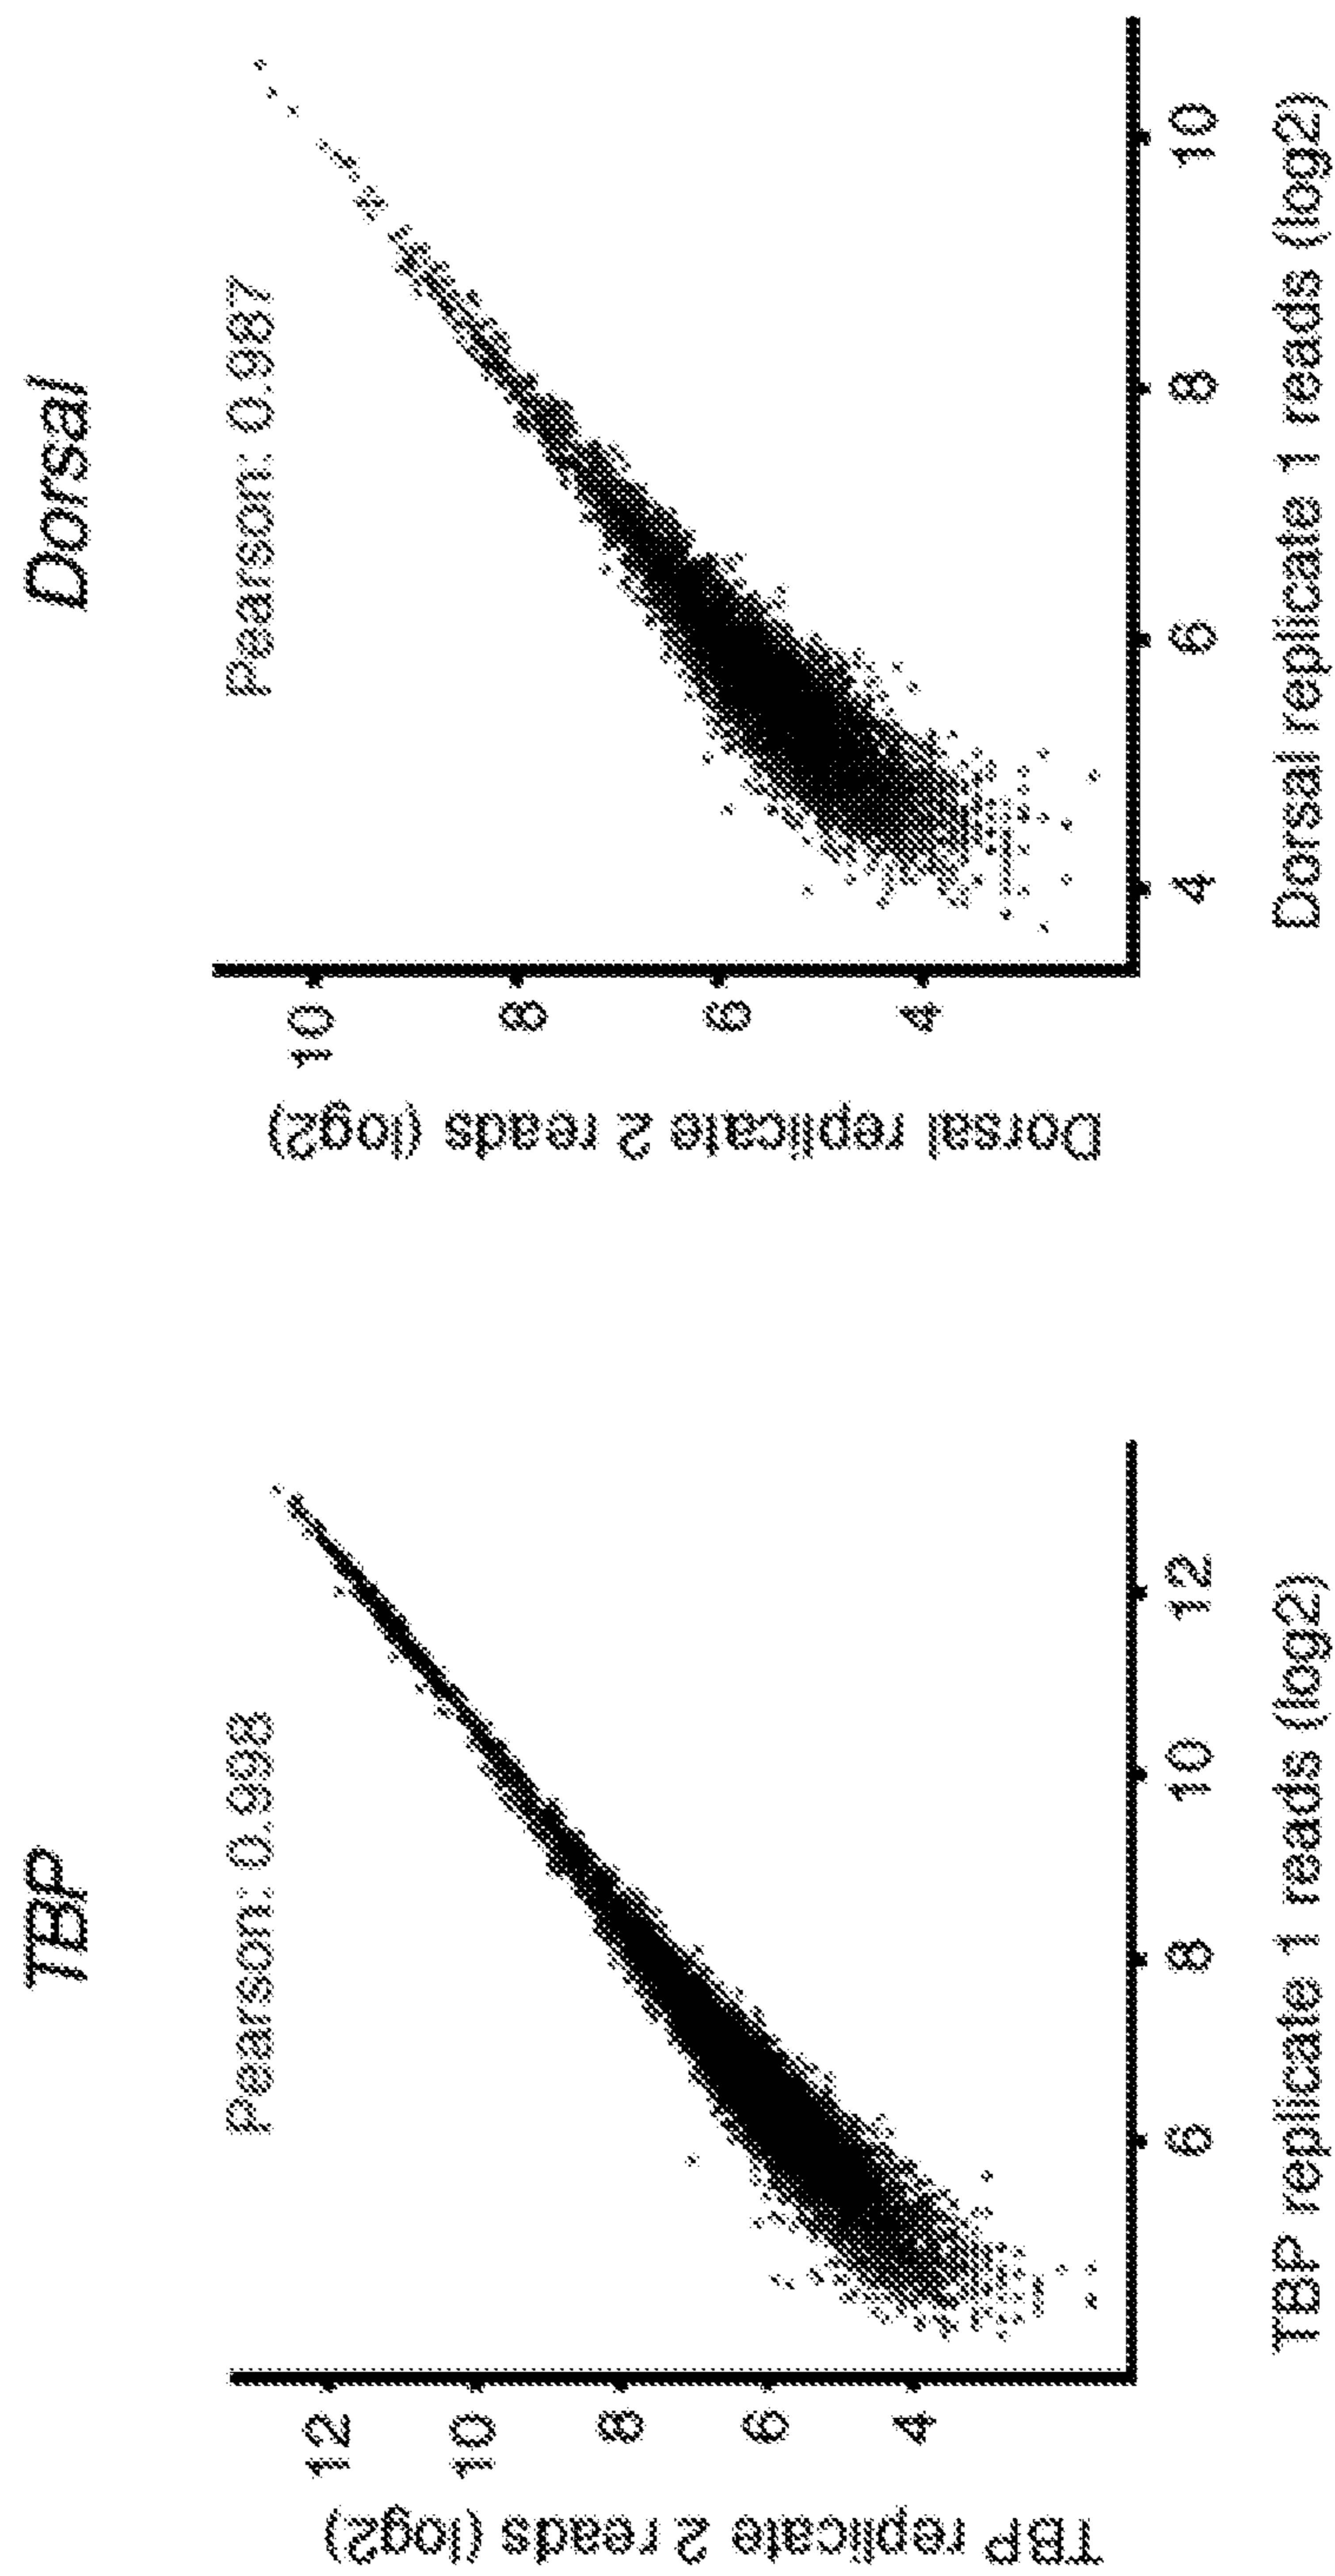 TBP
Pearson: 0.998
TBP replicate 2 reads (log2)
12
10
8
6
4
6
8
10
12
TBP replicate 1 reads (log2)
Dorsal
Pearson: 0.987
Dorsal replicate 2 reads (log2)
10
8
6
4
4
6
8
10
Dorsal replicate 1 reads (log2)